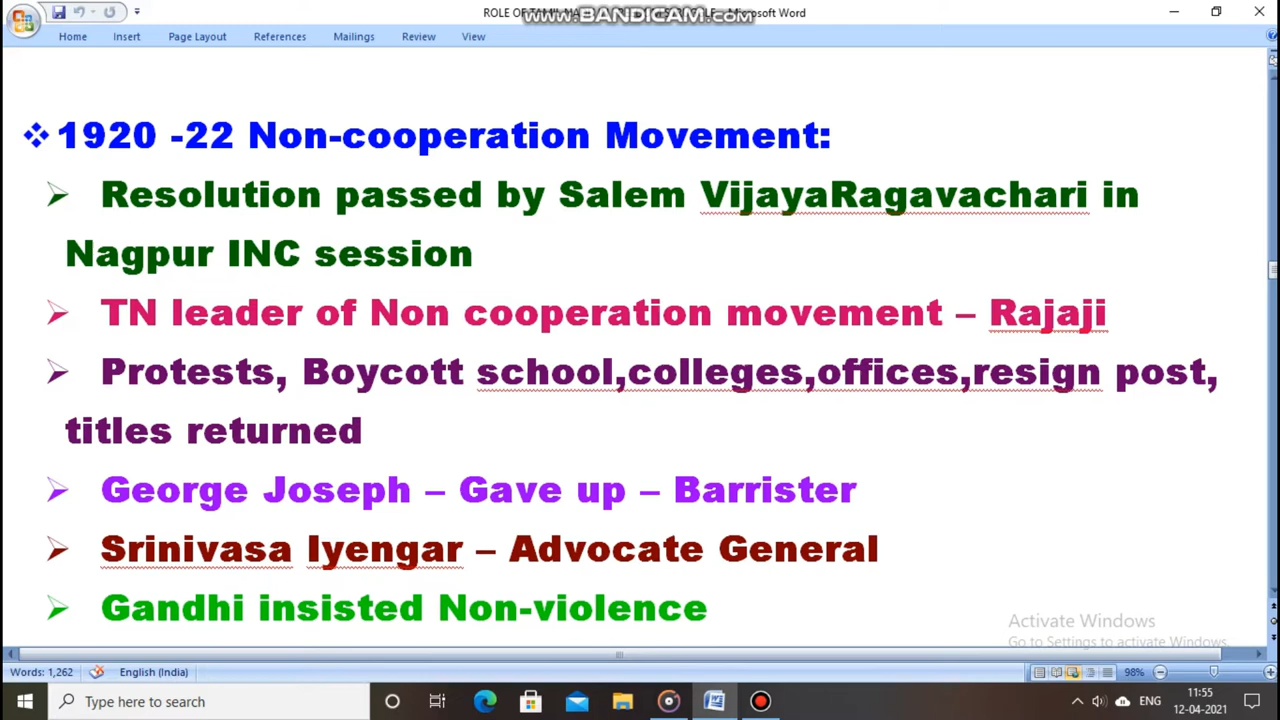 ROLE OF TAMIL
www.BANDICAM.com
Microsoft Word
Home Insert Page Layout References Mailings Review View
❖ 1920 -22 Non-cooperation Movement:
➢ Resolution passed by Salem VijayaRagavachari in
Nagpur INC session
➢ TN leader of Non cooperation movement – Rajaji
➢ Protests, Boycott school,colleges,offices,resign post,
titles returned
➢ George Joseph – Gave up – Barrister
➢ Srinivasa Iyengar – Advocate General
➢ Gandhi insisted Non-violence
Activate Windows
Go to Settings to activate Windows.
Words: 1,262 English (India) 98%
Type here to search
ENG
11:55
12-04-2021